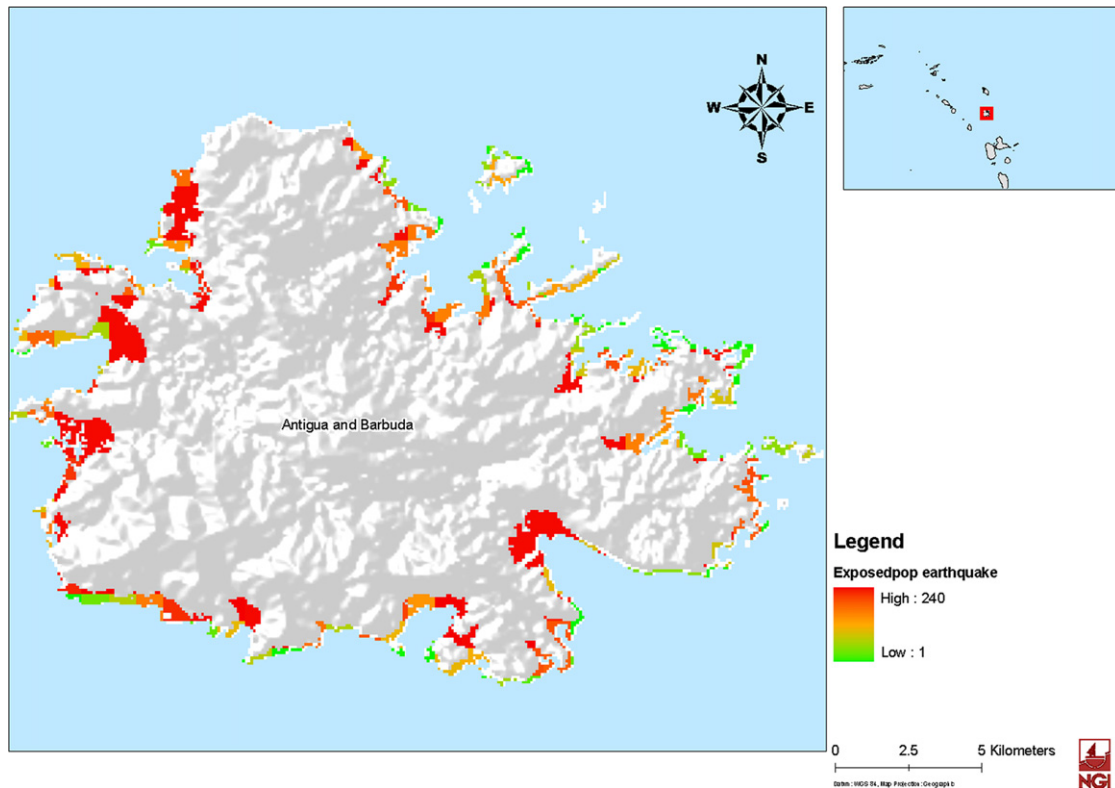 N
W E
S
Antigua and Barbuda
Legend
Exposedpop earthquake
High : 240
Low : 1
0 2.5 5 Kilometers
NGI